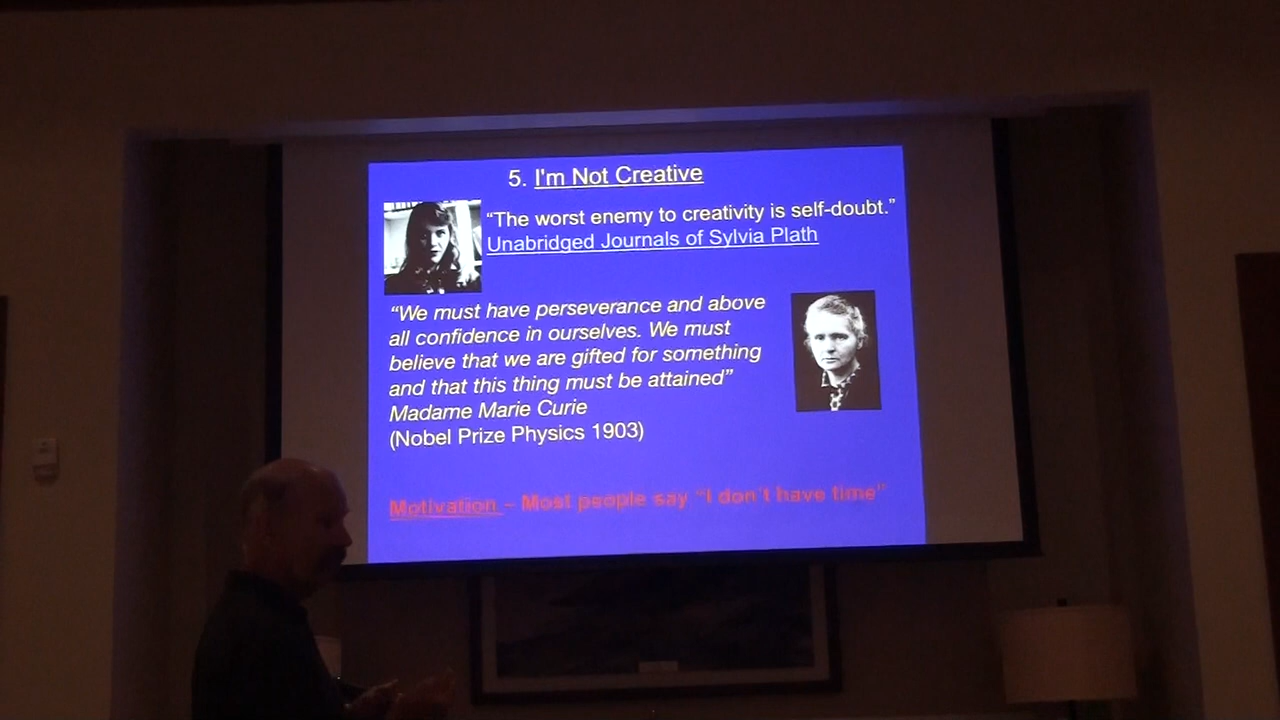 5. I'm Not Creative
“The worst enemy to creativity is self-doubt.”
Unabridged Journals of Sylvia Plath
“We must have perseverance and above
all confidence in ourselves. We must
believe that we are gifted for something
and that this thing must be attained”
Madame Marie Curie
(Nobel Prize Physics 1903)
Motivation – Most people say “I don’t have time”